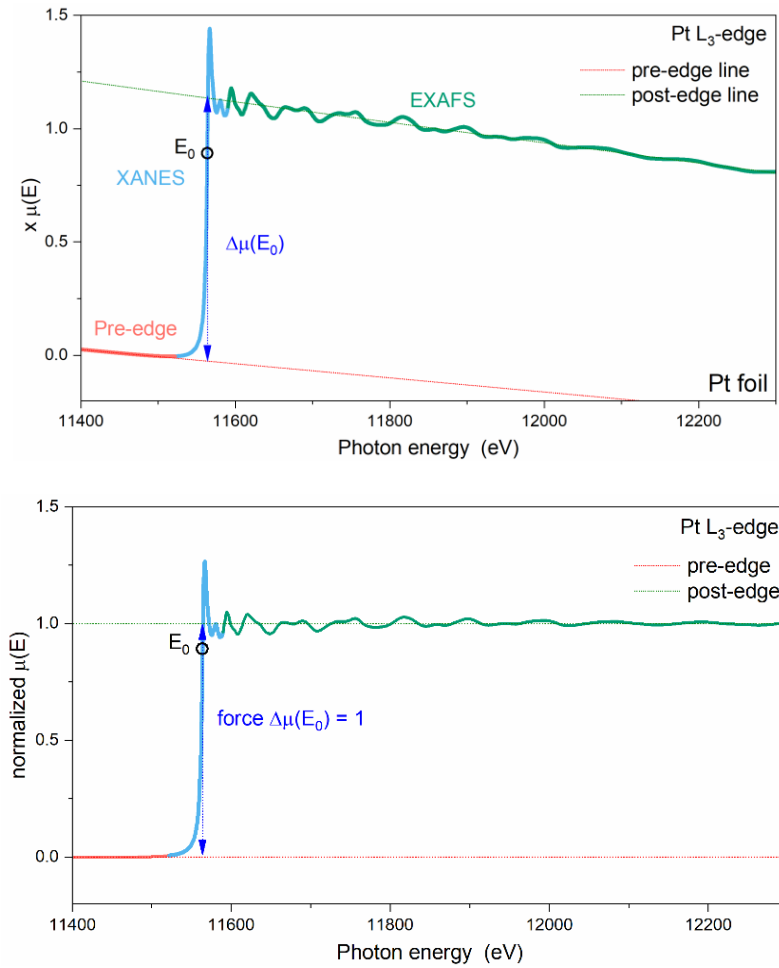 1.5
Pt L₃-edge
pre-edge line
post-edge line
EXAFS
1.0
E₀
XANES
x μ(E)
0.5
Δμ(E₀)
Pre-edge
0.0
Pt foil
11400 11600 11800 12000 12200
Photon energy (eV)
1.5
Pt L₃-edge
pre-edge
post-edge
1.0
E₀
normalized μ(E)
force Δμ(E₀) = 1
0.5
0.0
11400 11600 11800 12000 12200
Photon energy (eV)